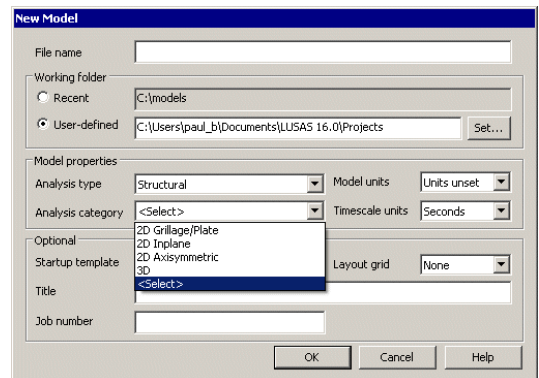 New Model
File name
Working folder
Recent C:\models
User-defined C:\Users\paul_b\Documents\LUSAS 16.0\Projects Set...
Model properties
Analysis type Structural Model units Units unset
Analysis category <Select> Timescale units Seconds
2D Grillage/Plate
2D Inplane
2D Axisymmetric
3D
<Select>
Optional
Startup template Layout grid None
Title
Job number
OK Cancel Help